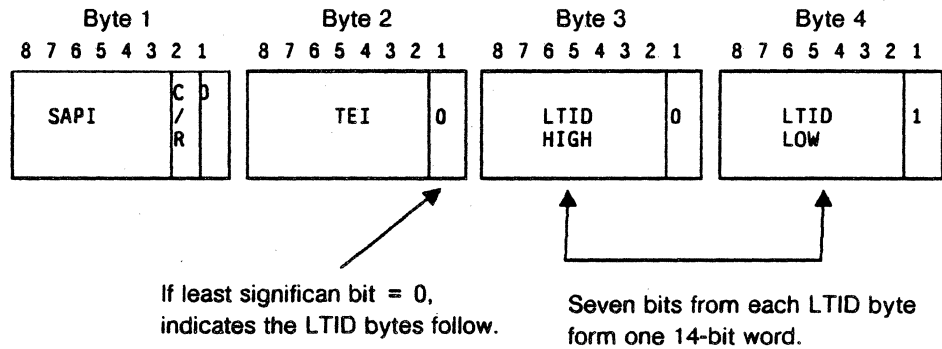 Byte 1 Byte 2 Byte 3 Byte 4
8 7 6 5 4 3 2 1 8 7 6 5 4 3 2 1 8 7 6 5 4 3 2 1 8 7 6 5 4 3 2 1
SAPI C/R 0 TEI 0 LTID HIGH 0 LTID LOW 1
If least significan bit = 0,
indicates the LTID bytes follow.
Seven bits from each LTID byte
form one 14-bit word.